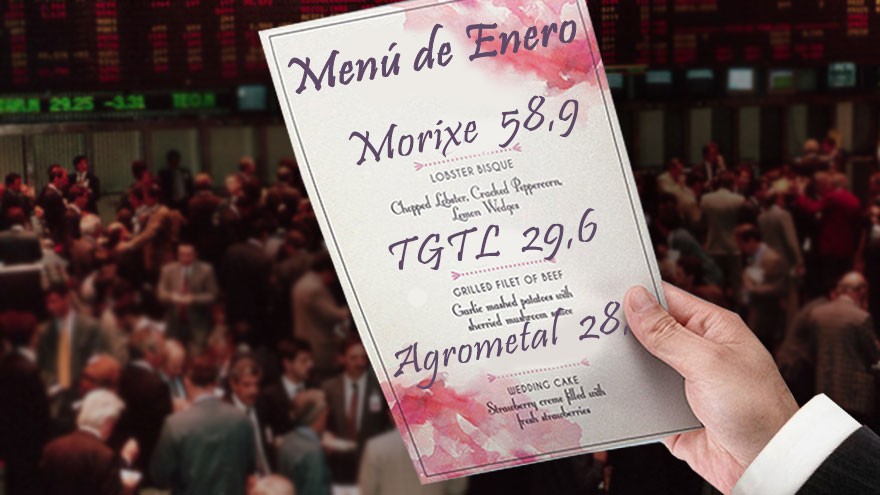 29.25 -3.31
Menú de Enero
Morixe 58,9
LOBSTER BISQUE
Chopped Lobster, Cracked Peppercorn,
Lemon Wedges
TGTL 29,6
GRILLED FILET OF BEEF
Garlic mashed potatoes with
sherried mushroom sauce
Agrometal 28,
WEDDING CAKE
Strawberry creme filled with
fresh strawberries